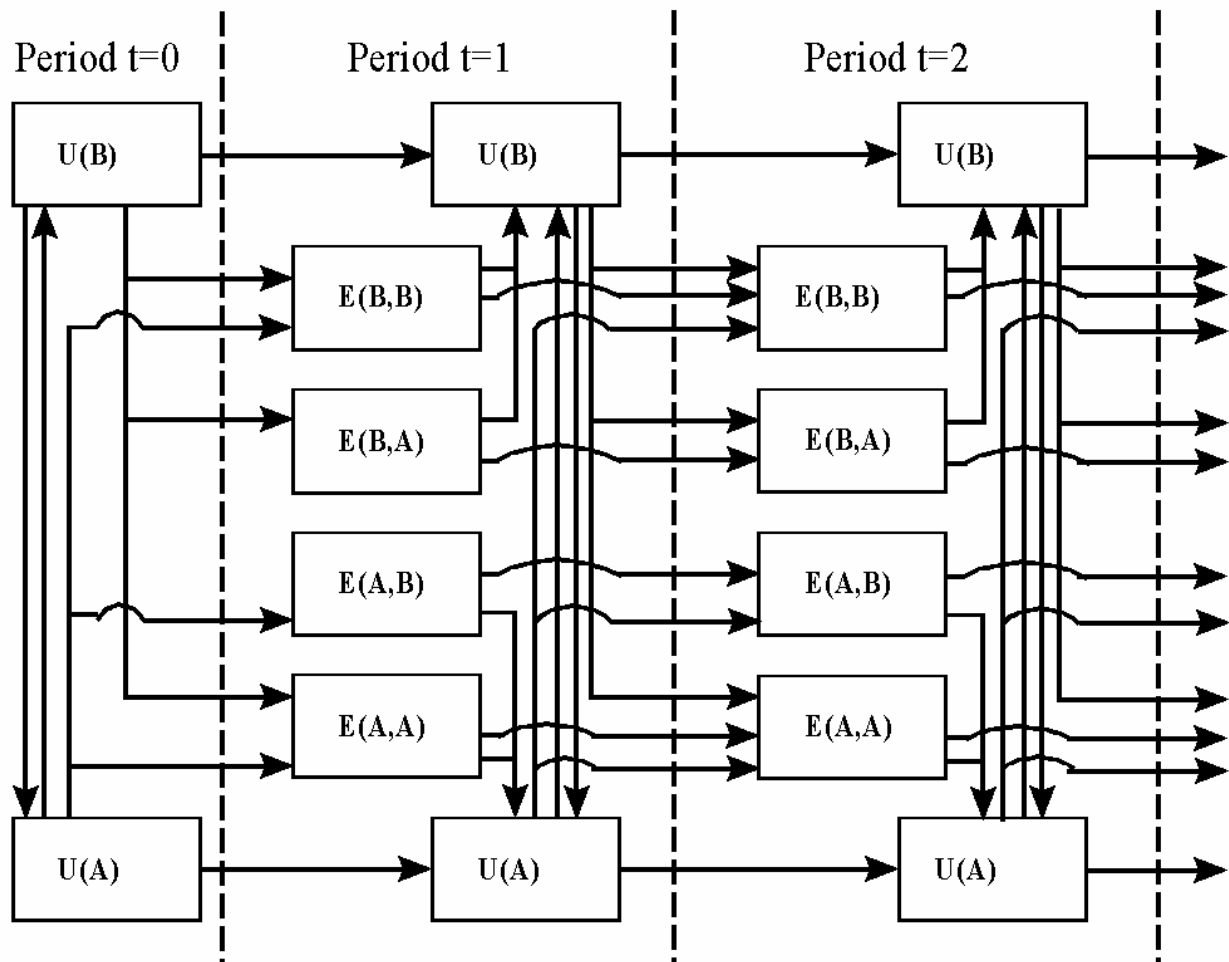 Period t=0
Period t=1
Period t=2
U(B)
U(B)
U(B)
E(B,B)
E(B,B)
E(B,A)
E(B,A)
E(A,B)
E(A,B)
E(A,A)
E(A,A)
U(A)
U(A)
U(A)